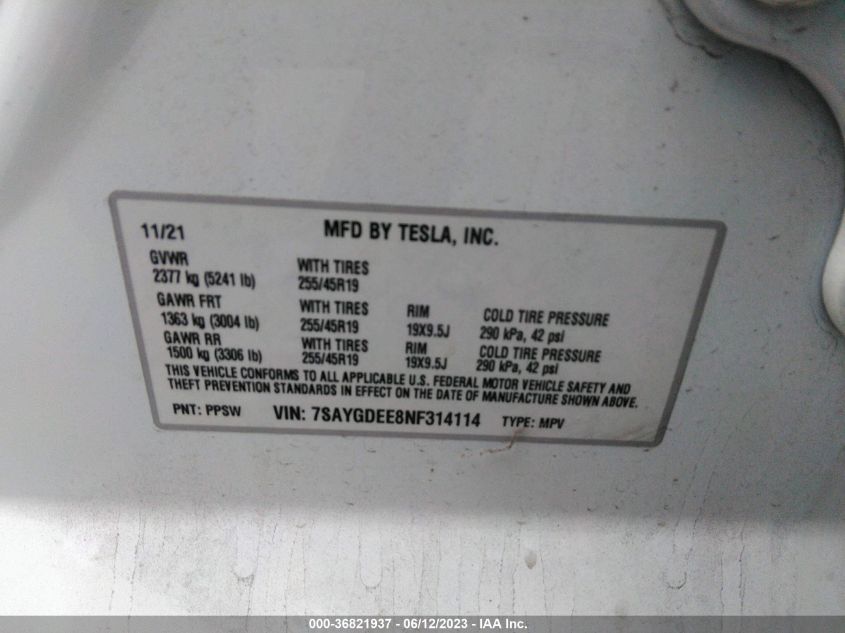 11/21 MFD BY TESLA, INC.
GVWR
2377 kg (5241 lb) WITH TIRES
255/45R19
GAWR FRT
1363 kg (3004 lb) WITH TIRES
255/45R19 RIM
19X9.5J COLD TIRE PRESSURE
290 kPa, 42 psi
GAWR RR
1500 kg (3306 lb) WITH TIRES
255/45R19 RIM
19X9.5J COLD TIRE PRESSURE
290 kPa, 42 psi
THIS VEHICLE CONFORMS TO ALL APPLICABLE U.S. FEDERAL MOTOR VEHICLE SAFETY AND
THEFT PREVENTION STANDARDS IN EFFECT ON THE DATE OF MANUFACTURE SHOWN ABOVE.
PNT: PPSW VIN: 7SAYGDEE8NF314114 TYPE: MPV
000-36821937 - 06/12/2023 - IAA Inc.